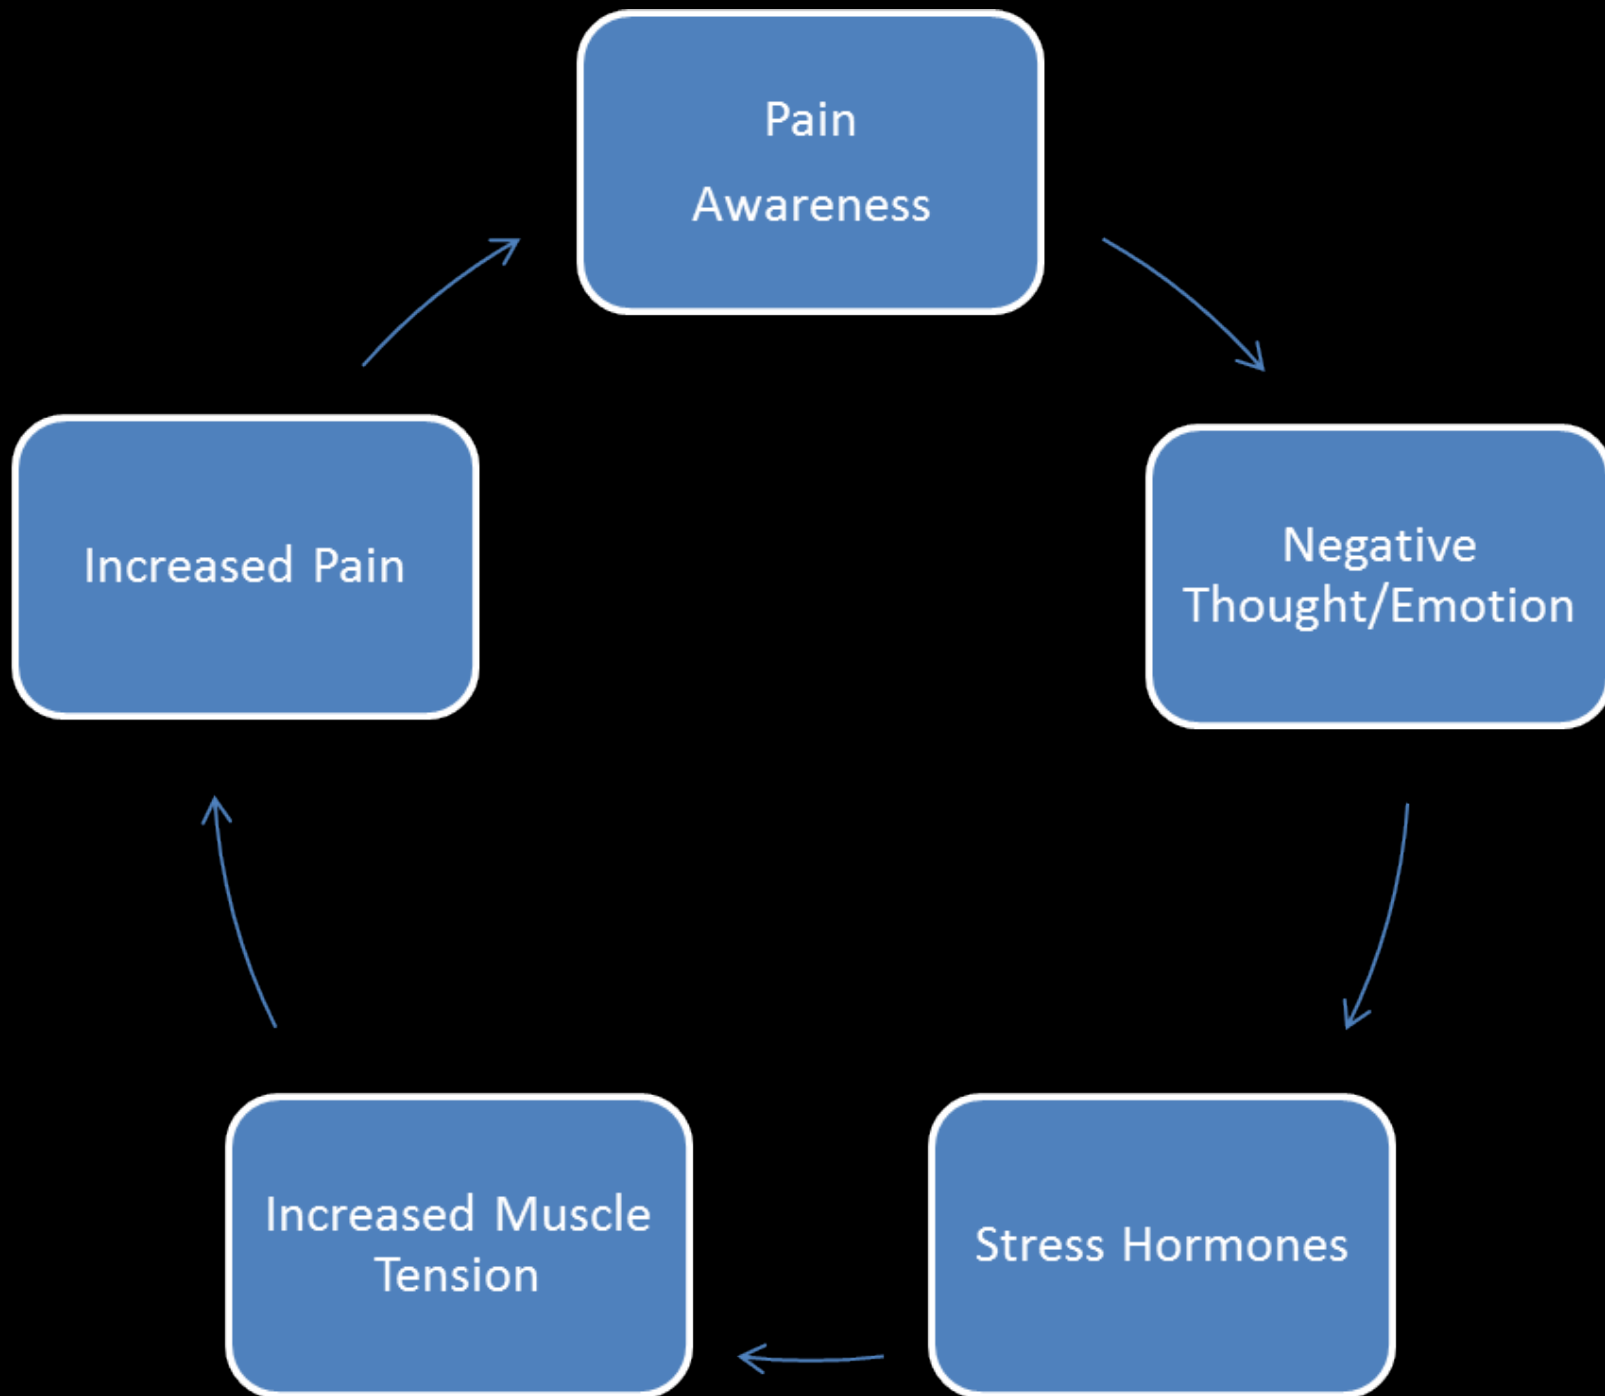 Pain
Awareness
Negative
Thought/Emotion
Stress Hormones
Increased Muscle
Tension
Increased Pain